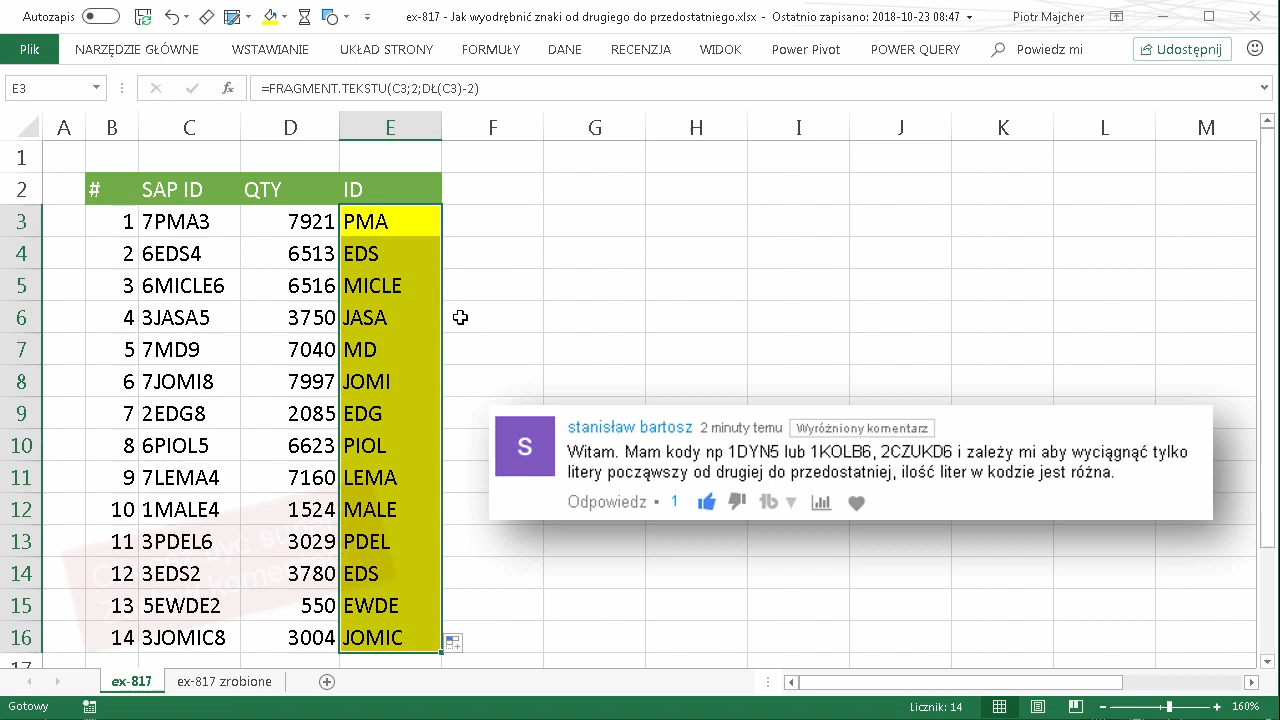 Autozapis
ex-817 - Jak wyodrębnić znaki od drugiego do przedostatniego.xlsx - Ostatnio zapisano: 2018-10-23 08:47
Piotr Majcher
Plik NARZĘDZIE GŁÓWNE WSTAWIANIE UKŁAD STRONY FORMUŁY DANE RECENZJA WIDOK Power Pivot POWER QUERY Powiedz mi Udostępnij
E3 fx =FRAGMENT.TEKSTU(C3;2;DŁ(C3)-2)
A B C D E F G H I J K L M
1
2 # SAP ID QTY ID
3 1 7PMA3 7921 PMA
4 2 6EDS4 6513 EDS
5 3 6MICLE6 6516 MICLE
6 4 3JASA5 3750 JASA
7 5 7MD9 7040 MD
8 6 7JOMI8 7997 JOMI
9 7 2EDG8 2085 EDG
10 8 6PIOL5 6623 PIOL
11 9 7LEMA4 7160 LEMA
12 10 1MALE4 1524 MALE
13 11 3PDEL6 3029 PDEL
14 12 3EDS2 3780 EDS
15 13 5EWDE2 550 EWDE
16 14 3JOMIC8 3004 JOMIC
17
S
stanisław bartosz 2 minuty temu Wyróżniony komentarz
Witam. Mam kody np 1DYN5 lub 1KOLB6, 2CZUKD6 i zależy mi aby wyciągnąć tylko
litery począwszy od drugiej do przedostatniej, ilość liter w kodzie jest różna.
Odpowiedz • 1
ex-817 ex-817 zrobione
Gotowy
Licznik: 14
160%